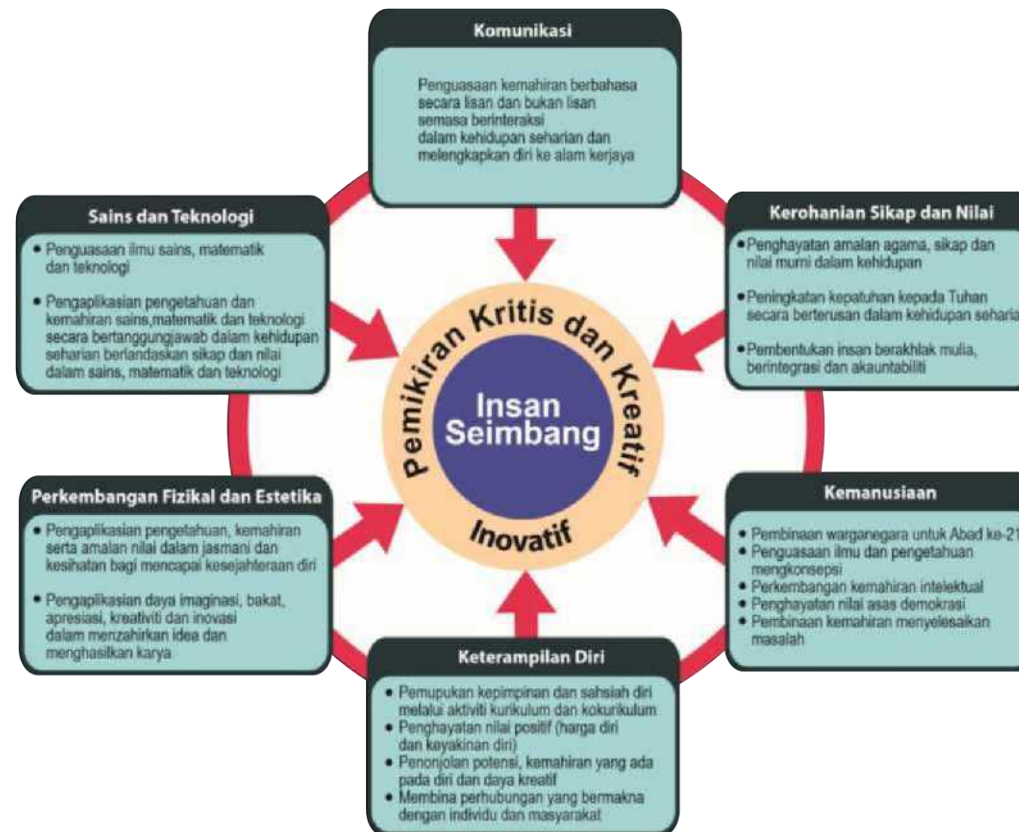 Komunikasi
Penguasaan kemahiran berbahasa
secara lisan dan bukan lisan
semasa berinteraksi
dalam kehidupan seharian dan
melengkapkan diri ke alam kerjaya
Sains dan Teknologi
• Penguasaan ilmu sains, matematik
dan teknologi
• Pengaplikasian pengetahuan dan
kemahiran sains,matematik dan teknologi
secara bertanggungjawab dalam kehidupan
seharian berlandaskan sikap dan nilai
dalam sains, matematik dan teknologi
Kerohanian Sikap dan Nilai
• Penghayatan amalan agama, sikap dan
nilai murni dalam kehidupan
• Peningkatan kepatuhan kepada Tuhan
secara berterusan dalam kehidupan seharia
• Pembentukan insan berakhlak mulia,
berintegrasi dan akauntabiliti
Pemikiran Kritis dan Kreatif
Insan
Seimbang
Inovatif
Perkembangan Fizikal dan Estetika
• Pengaplikasian pengetahuan, kemahiran
serta amalan nilai dalam jasmani dan
kesihatan bagi mencapai kesejahteraan diri
• Pengaplikasian daya imaginasi, bakat,
apresiasi, kreativiti dan inovasi
dalam menzahirkan idea dan
menghasilkan karya
Kemanusiaan
• Pembinaan warganegara untuk Abad ke-21
• Penguasaan ilmu dan pengetahuan
mengkonsepsi
• Perkembangan kemahiran intelektual
• Penghayatan nilai asas demokrasi
• Pembinaan kemahiran menyelesaikan
masalah
Keterampilan Diri
• Pemupukan kepimpinan dan sahsiah diri
melalui aktiviti kurikulum dan kokurikulum
• Penghayatan nilai positif (harga diri
dan keyakinan diri)
• Penonjolan potensi, kemahiran yang ada
pada diri dan daya kreatif
• Membina perhubungan yang bermakna
dengan individu dan masyarakat